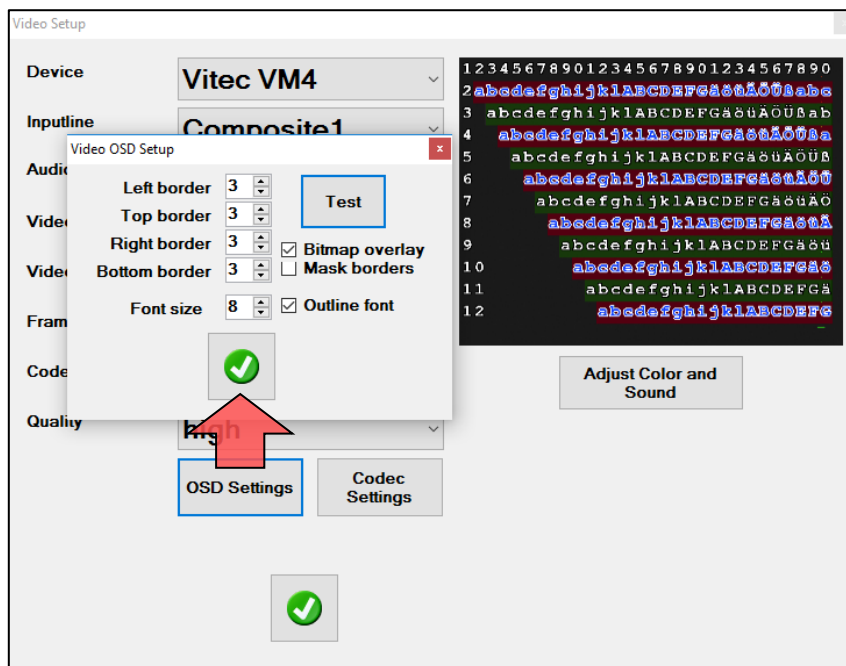 Video Setup
Device
Vitec VM4
Inputline
Composite1
Audio
Video OSD Setup
x
Left border 3
Test
Top border 3
Right border 3
Bitmap overlay
Bottom border 3
Mask borders
Font size 8
Outline font
Quality
high
OSD Settings
Codec
Settings
123456789012345678901234567890
2abcdefghijklABCDEFGäöüÄÖÜßabc
3 abcdefghijklABCDEFGäöüÄÖÜßab
4 abcdefghijklABCDEFGäöüÄÖÜßa
5 abcdefghijklABCDEFGäöüÄÖÜß
6 abcdefghijklABCDEFGäöüÄÖÜ
7 abcdefghijklABCDEFGäöüÄÖ
8 abcdefghijklABCDEFGäöüÄ
9 abcdefghijklABCDEFGäöü
10 abcdefghijklABCDEFGäö
11 abcdefghijklABCDEFGä
12 abcdefghijklABCDEFG
Adjust Color and
Sound